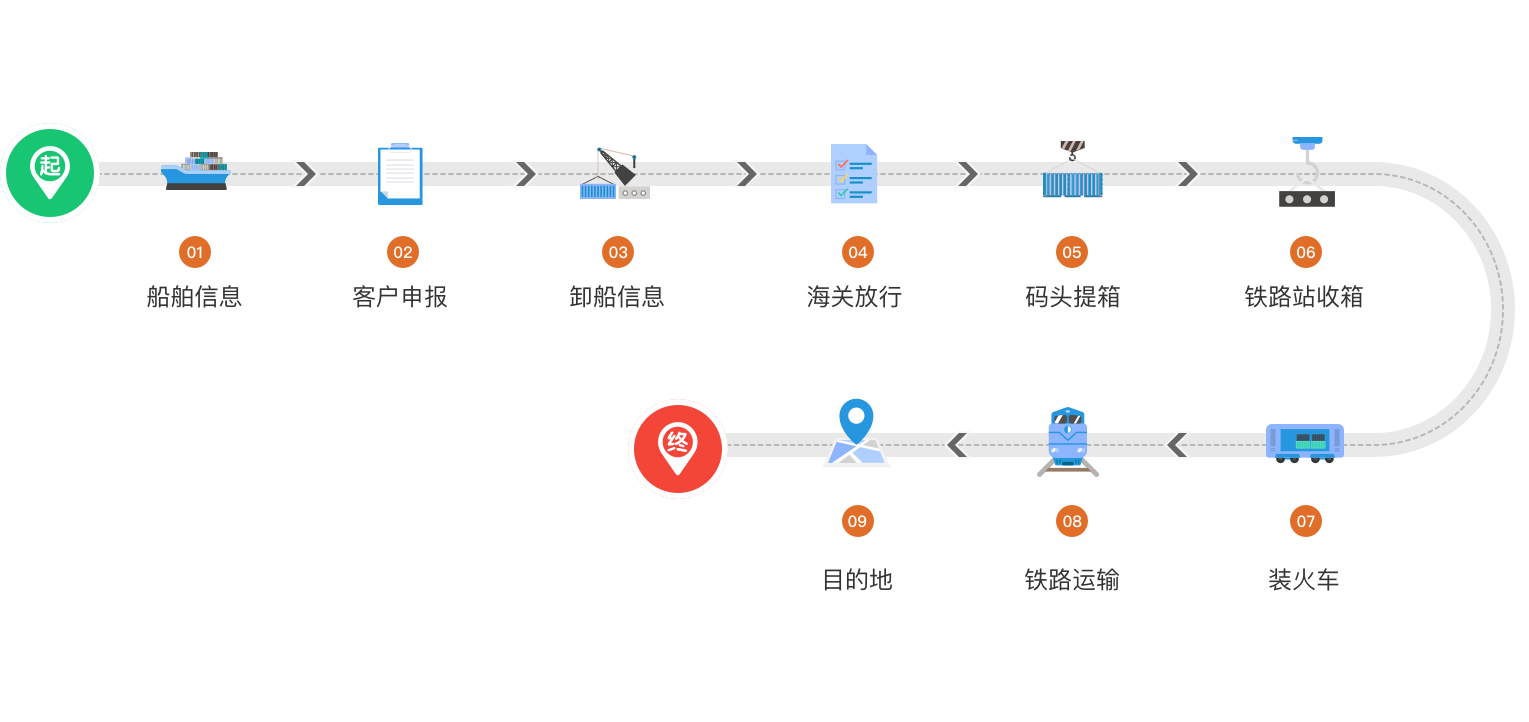 起
01
船舶信息
02
客户申报
03
卸船信息
04
海关放行
05
码头提箱
06
铁路站收箱
07
装火车
08
铁路运输
09
目的地
终